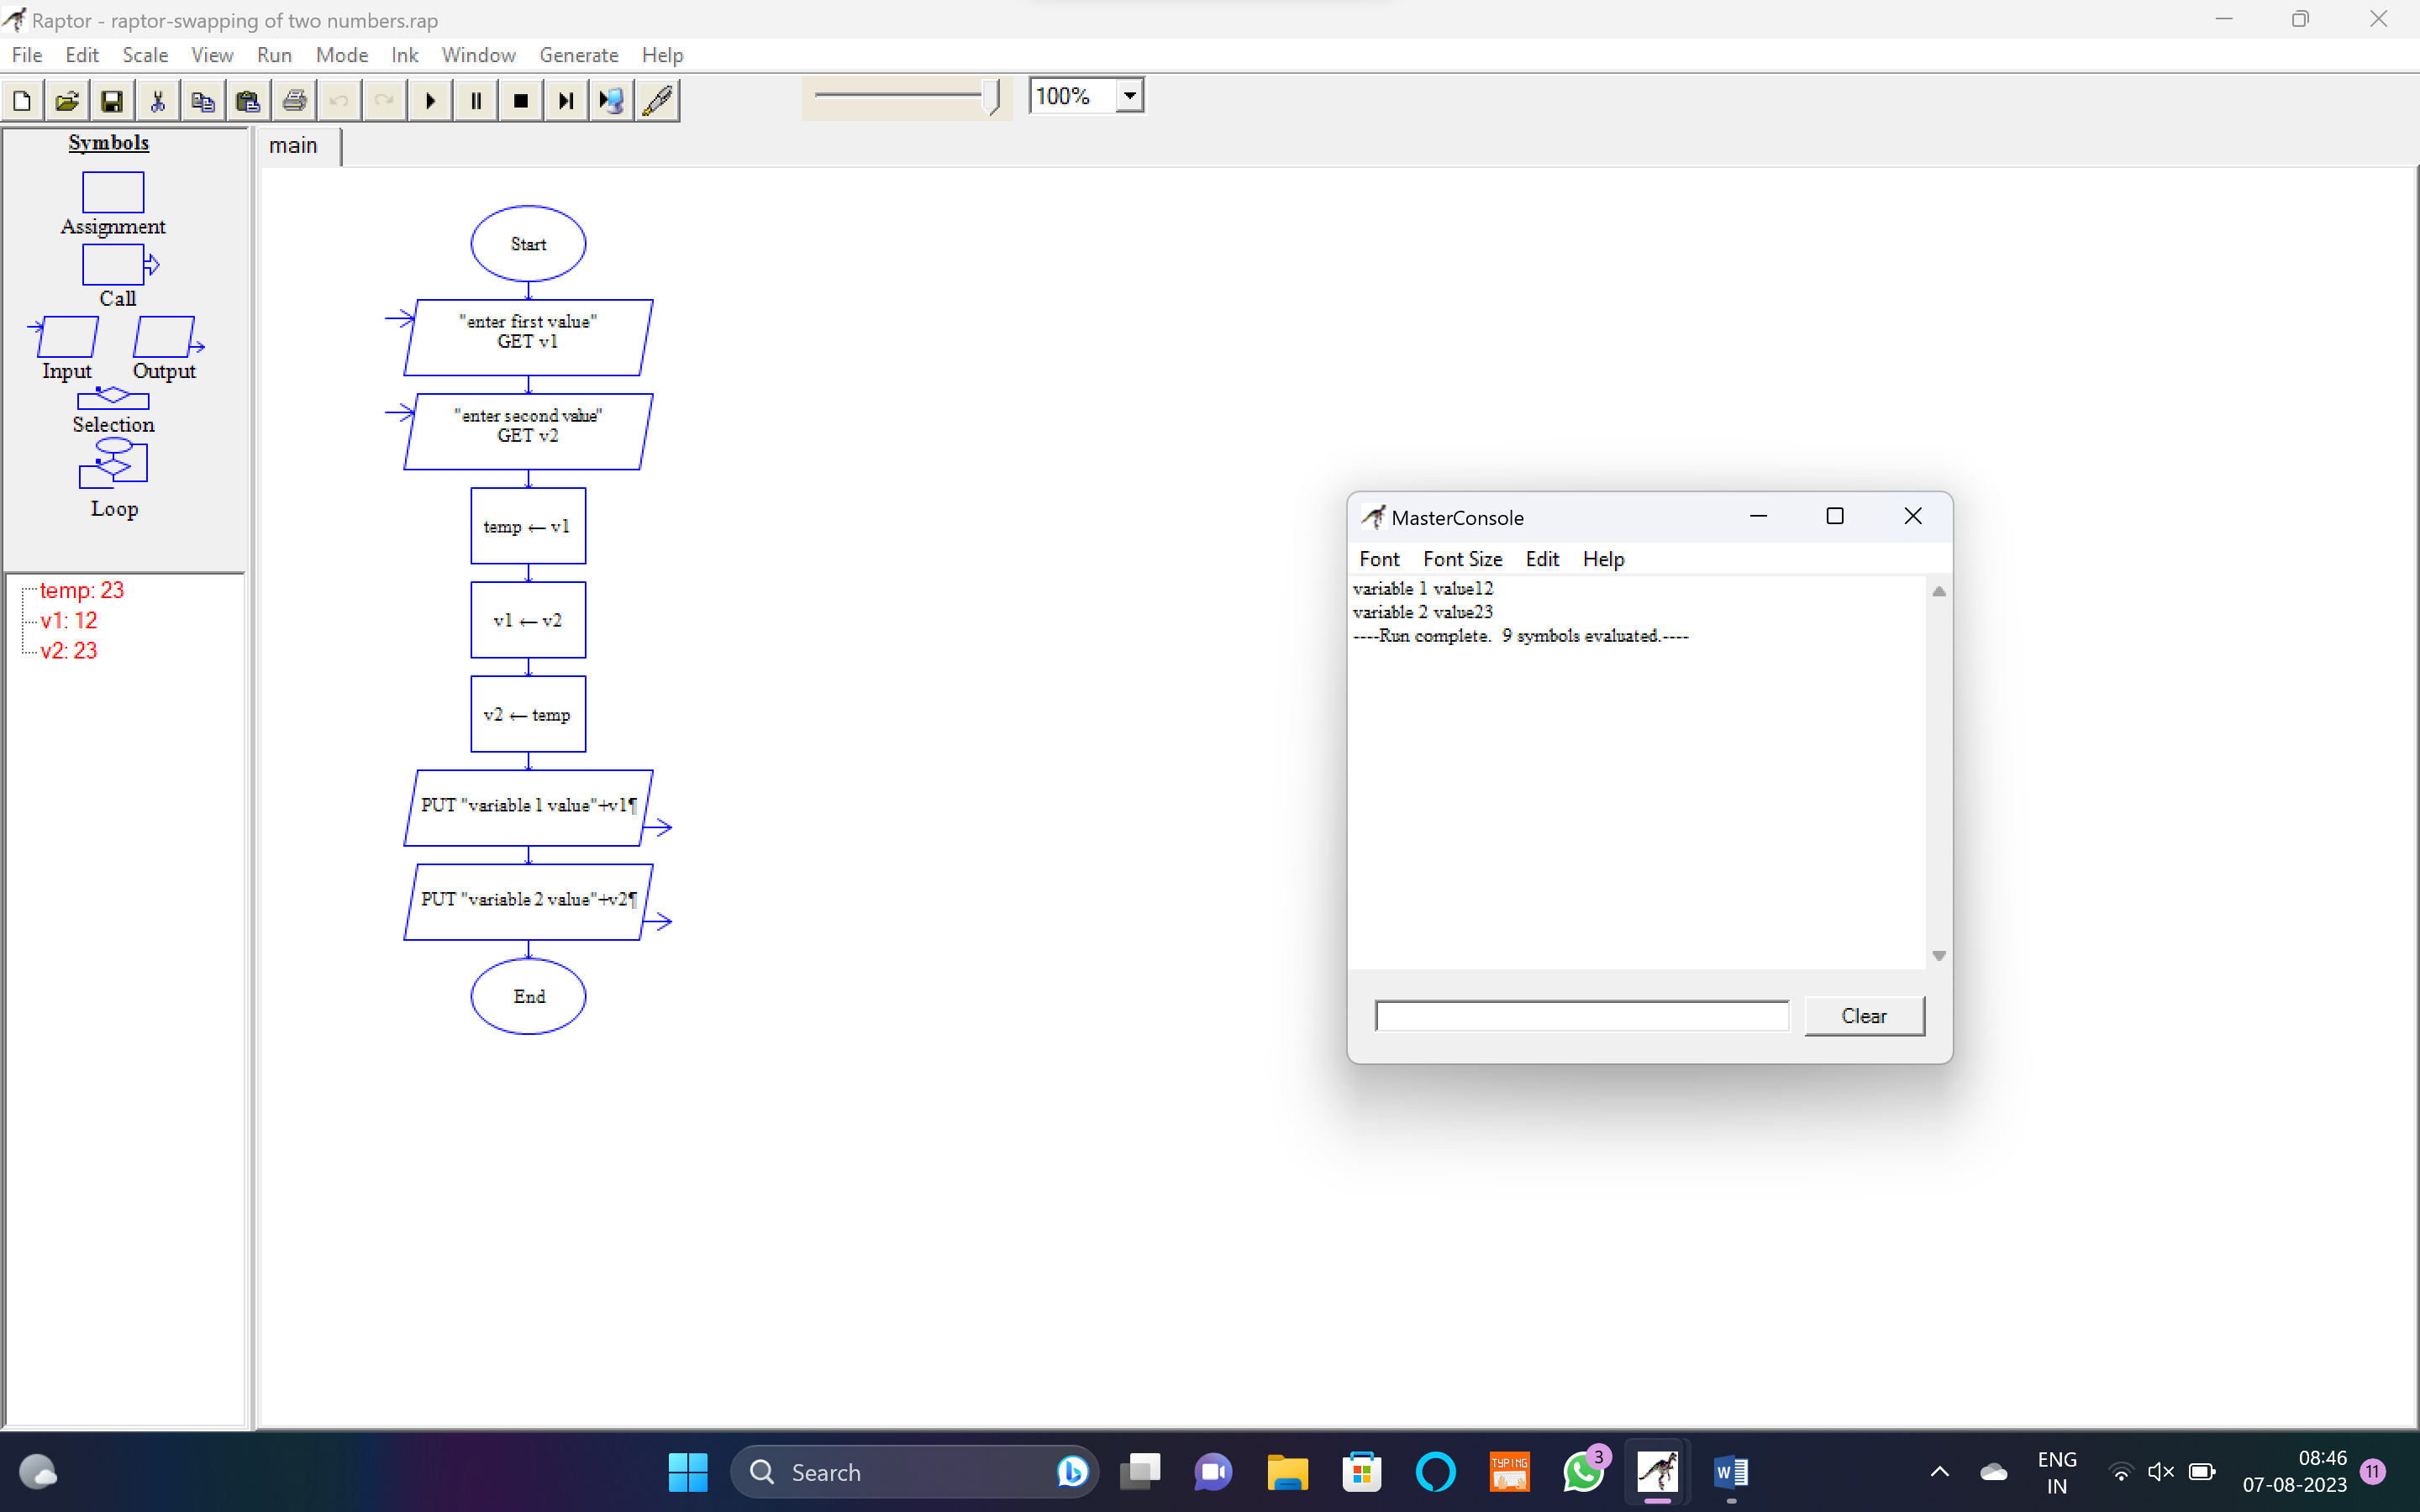 Raptor - raptor-swapping of two numbers.rap
File Edit Scale View Run Mode Ink Window Generate Help
100%
Symbols
Assignment
Call
Input Output
Selection
Loop
temp: 23
v1: 12
v2: 23
main
Start
"enter first value"
GET v1
"enter second value"
GET v2
temp ← v1
v1 ← v2
v2 ← temp
PUT "variable 1 value"+v1¶
PUT "variable 2 value"+v2¶
End
MasterConsole
Font Font Size Edit Help
variable 1 value12
variable 2 value23
----Run complete.  9 symbols evaluated.----
Clear
Search
TYPING
3
W
ENG
IN
08:46
07-08-2023
11